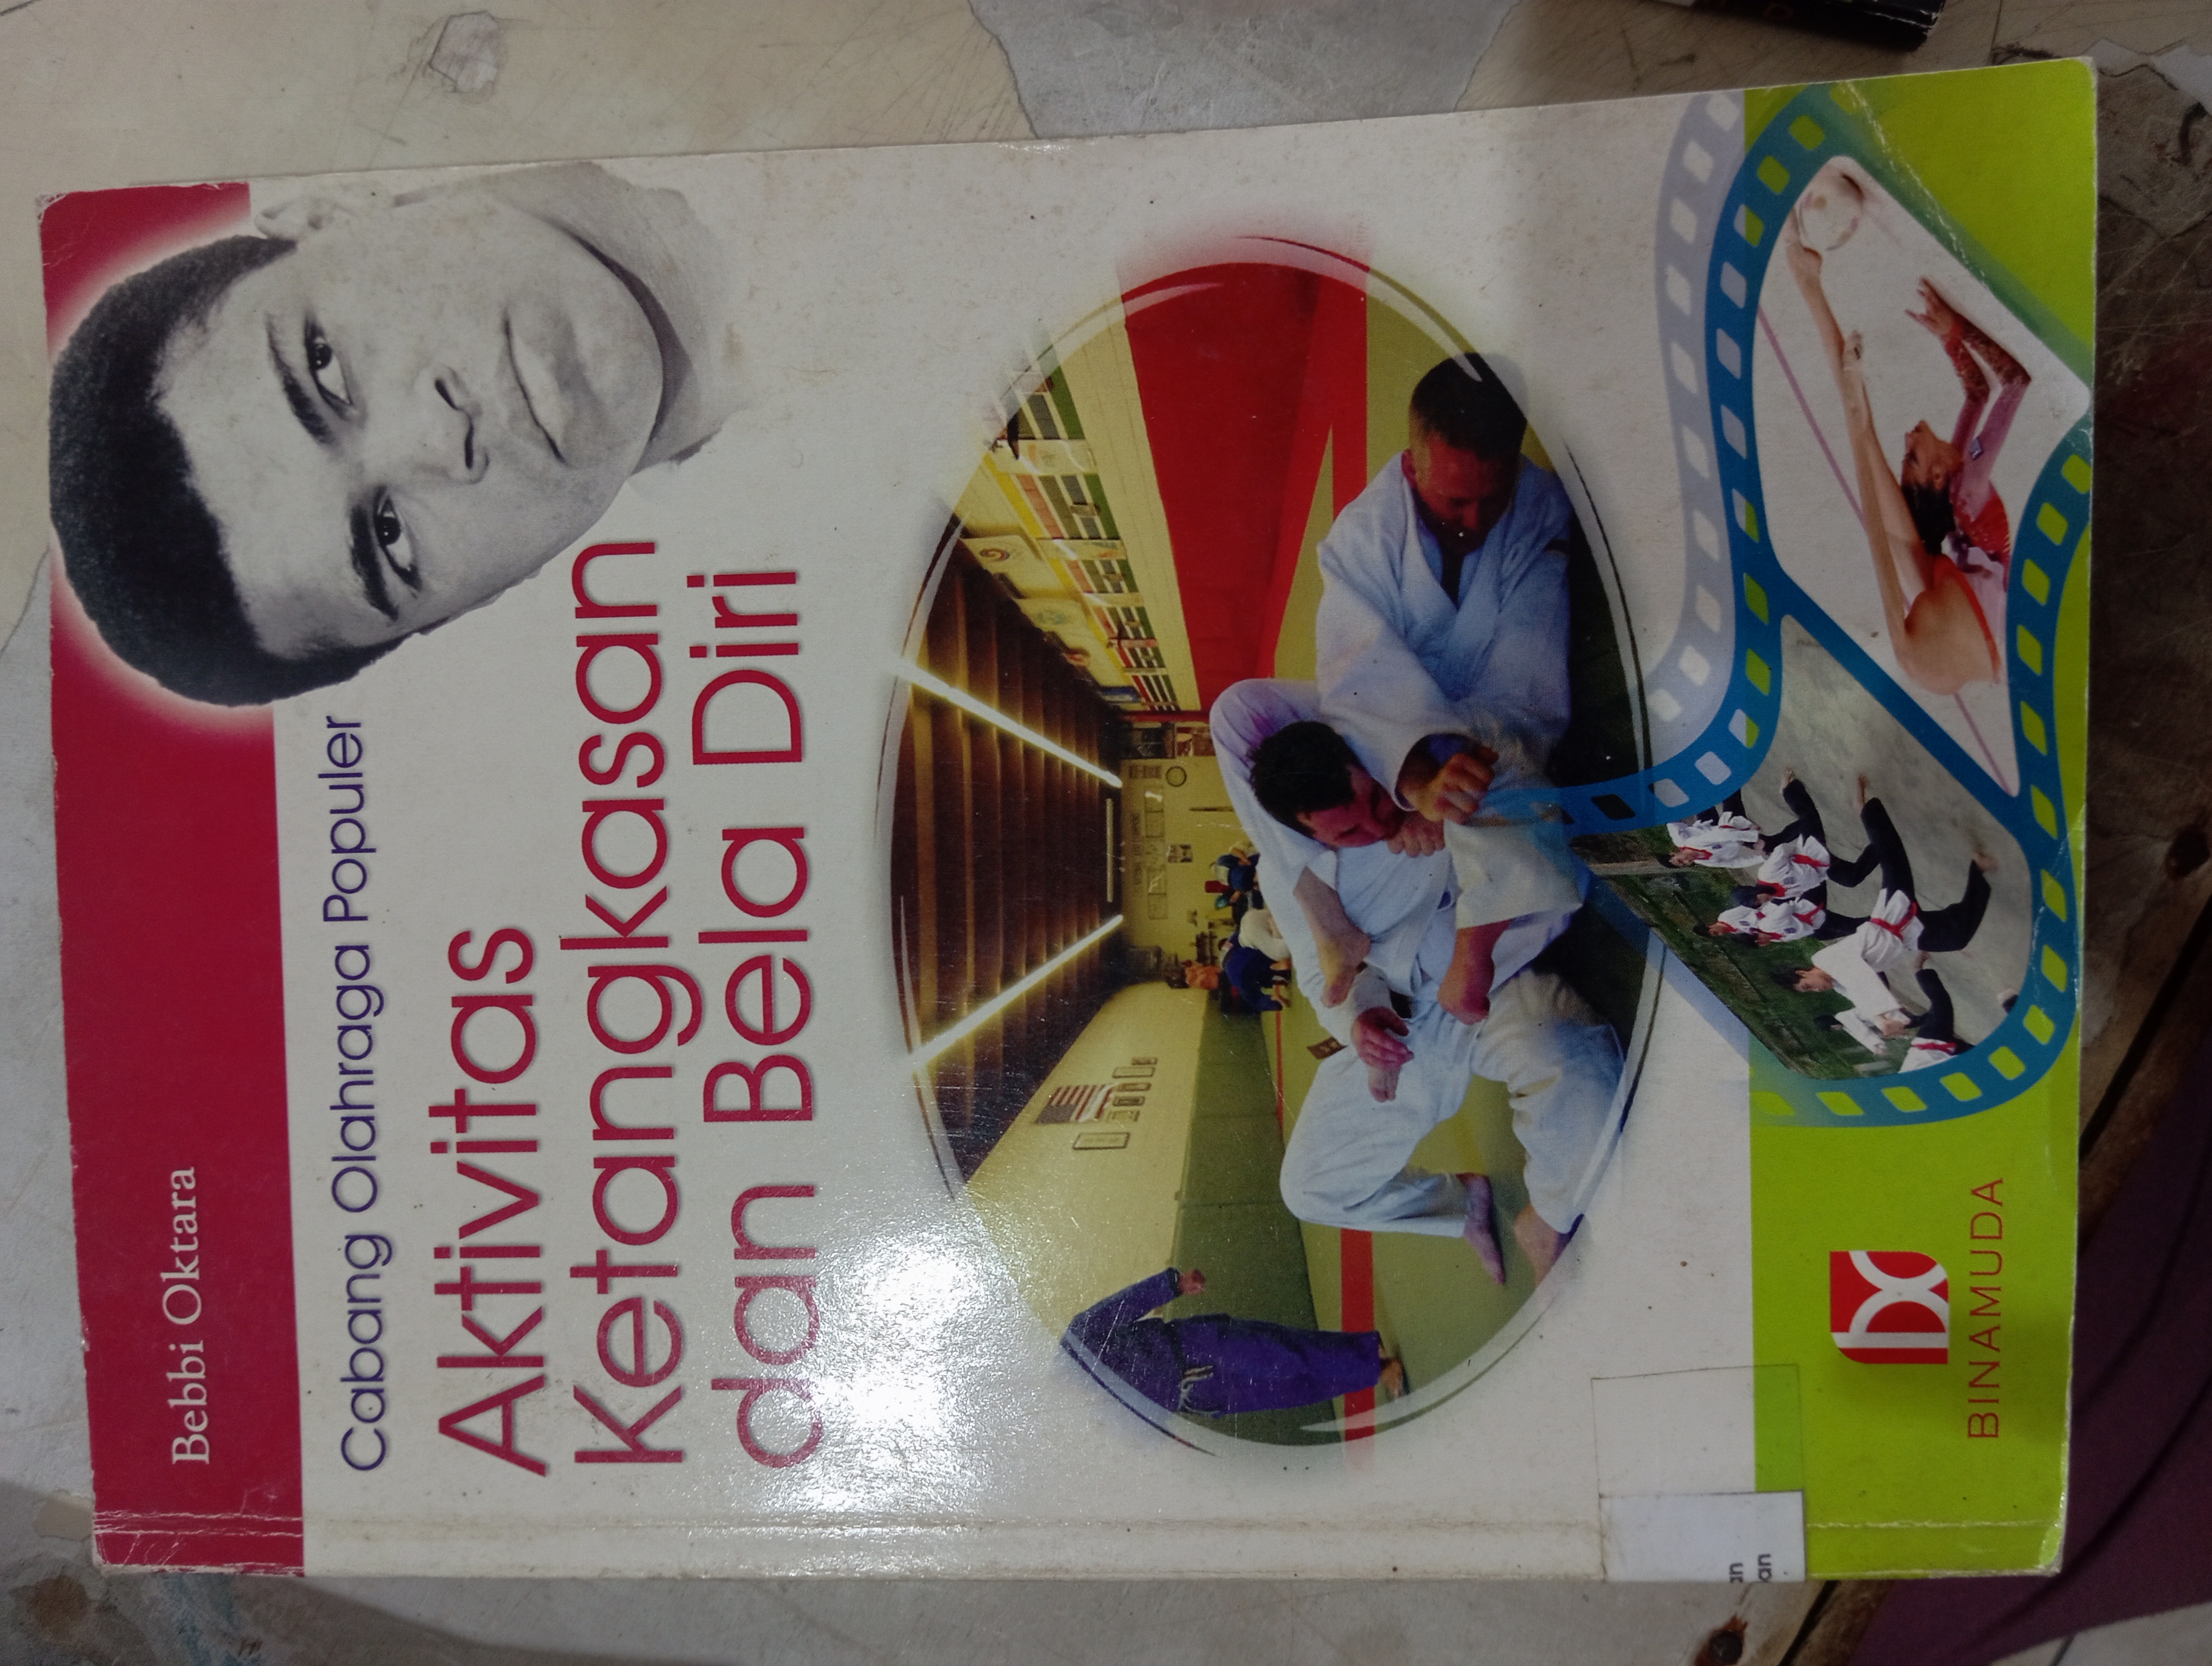 Bebbi Oktara
Cabang Olahraga Populer
Aktivitas
Ketangkasan
dan Bela Diri
BINAMUDA